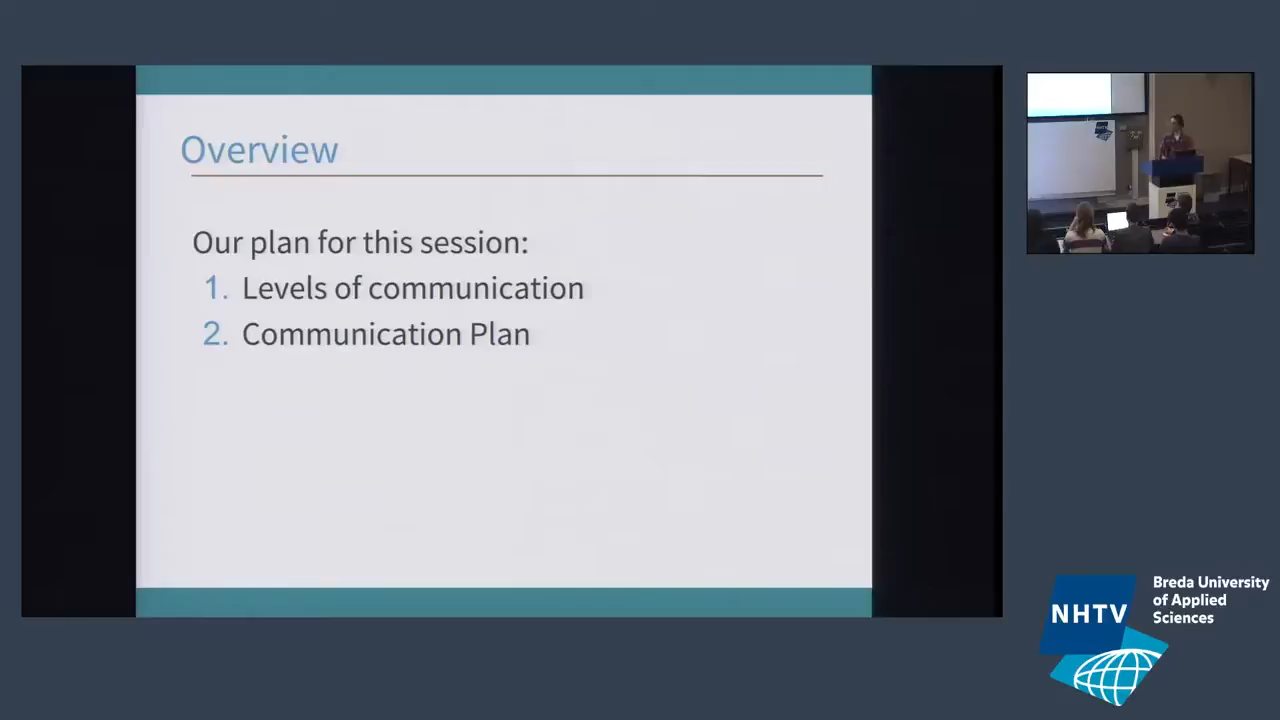 Overview
Our plan for this session:
1. Levels of communication
2. Communication Plan
NHTV
Breda University
of Applied
Sciences